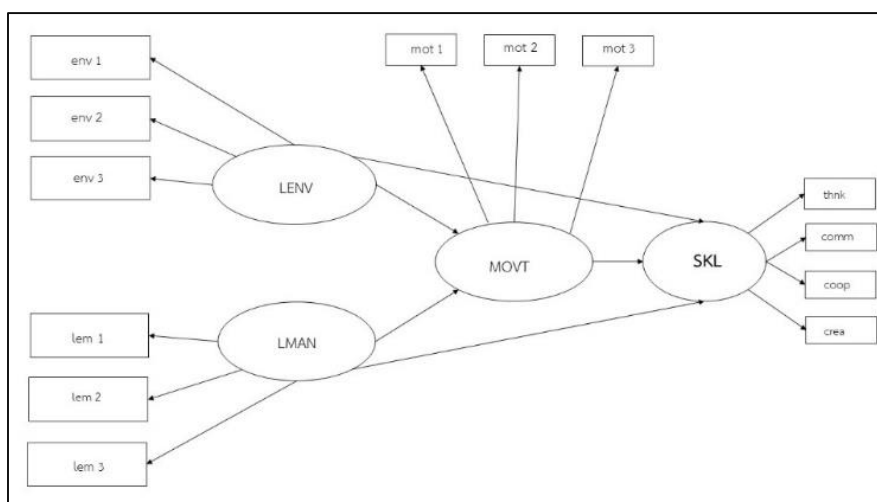 env 1
env 2
env 3
mot 1
mot 2
mot 3
LENV
MOVT
SKL
thnk
comm
coop
crea
LMAN
lem 1
lem 2
lem 3